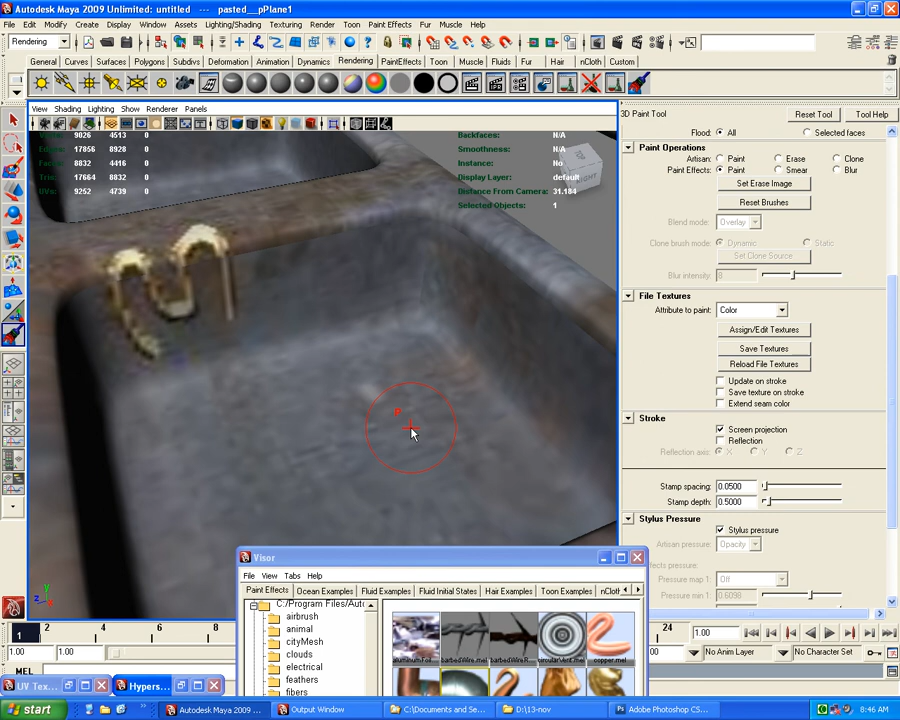 Autodesk Maya 2009 Unlimited: untitled --- pasted__pPlane1
File Edit Modify Create Display Window Assets Lighting/Shading Texturing Render Toon Paint Effects Fur Muscle Help
Rendering
General Curves Surfaces Polygons Subdivs Deformation Animation Dynamics Rendering PaintEffects Toon Muscle Fluids Fur Hair nCloth Custom
View Shading Lighting Show Renderer Panels
3D Paint Tool Reset Tool Tool Help
9026 4513 0
Edges: 17856 8928 0
8832 4416 0
Tris: 17664 8832 0
UVs: 9252 4739 0
Backfaces: N/A
Smoothness: N/A
Instance: No
Display Layer: default
Distance From Camera: 31.184
Selected Objects: 1
TOP
RIGHT
Flood: All Selected faces
Paint Operations
Artisan: Paint Erase Clone
Paint Effects: Paint Smear Blur
Set Erase Image
Reset Brushes
Blend mode: Overlay
Clone brush mode: Dynamic Static
Set Clone Source
Blur intensity: 8
File Textures
Attribute to paint: Color
Assign/Edit Textures
Save Textures
Reload File Textures
Update on stroke
Save texture on stroke
Extend seam color
Stroke
Screen projection
Reflection
Reflection axis: X Y Z
Stamp spacing: 0.0500
Stamp depth: 0.5000
Stylus Pressure
Stylus pressure
Artisan pressure: Opacity
Pressure map 1: Off
Pressure min 1: 0.6098
Visor
File View Tabs Help
Paint Effects Ocean Examples Fluid Examples Fluid Initial States Hair Examples Toon Examples nCloth
C:/Program Files/Auto
airbrush
animal
cityMesh
clouds
electrical
feathers
fibers
aluminumFoil barbedWire.mel barbedWireR circularVent.mel copper.mel
1 2 4 6 8 24 1.00
1.00 1.00 No Anim Layer No Character Set
MEL
UV Tex... Hypers...
start Autodesk Maya 2009 ... Output Window C:\Documents and Se... D:\13-nov Adobe Photoshop CS... 8:46 AM